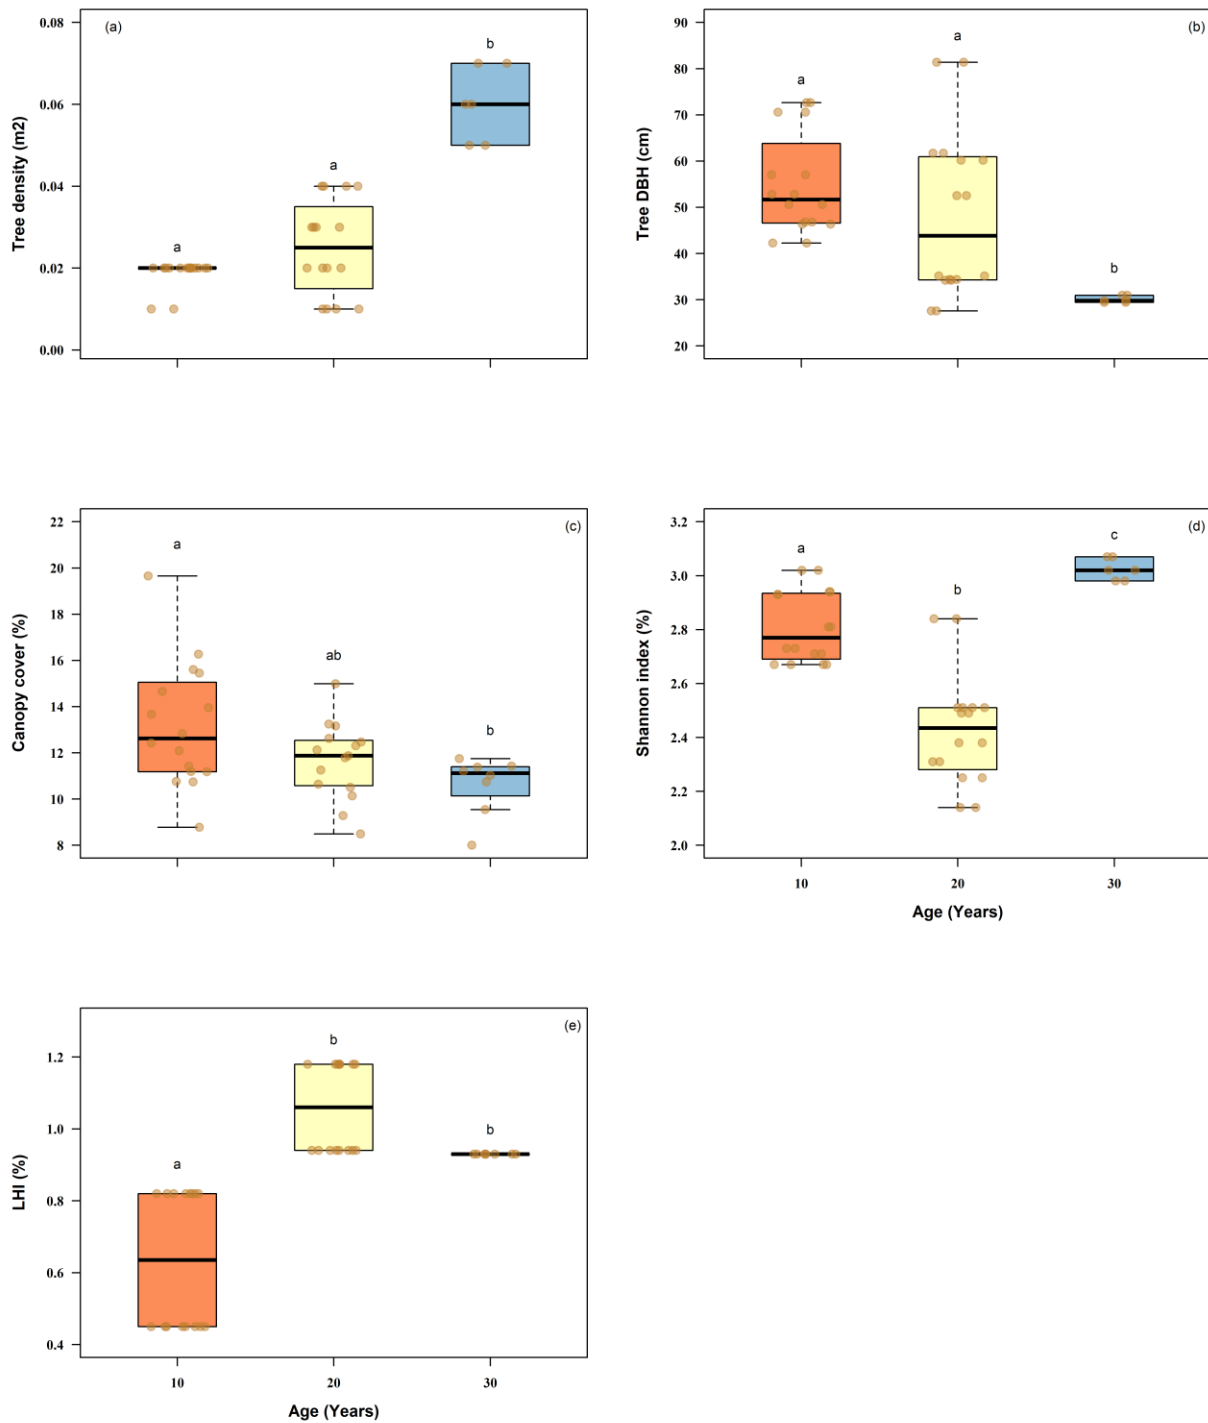 (a)
Tree density (m2)
0.08
0.06
0.04
0.02
0.00
a
a
b
(b)
Tree DBH (cm)
90
80
70
60
50
40
30
20
a
a
b
(c)
Canopy cover (%)
22
20
18
16
14
12
10
8
a
ab
b
(d)
Shannon index (%)
3.2
3.0
2.8
2.6
2.4
2.2
2.0
a
b
c
10 20 30
Age (Years)
(e)
LHI (%)
1.2
1.0
0.8
0.6
0.4
a
b
b
10 20 30
Age (Years)